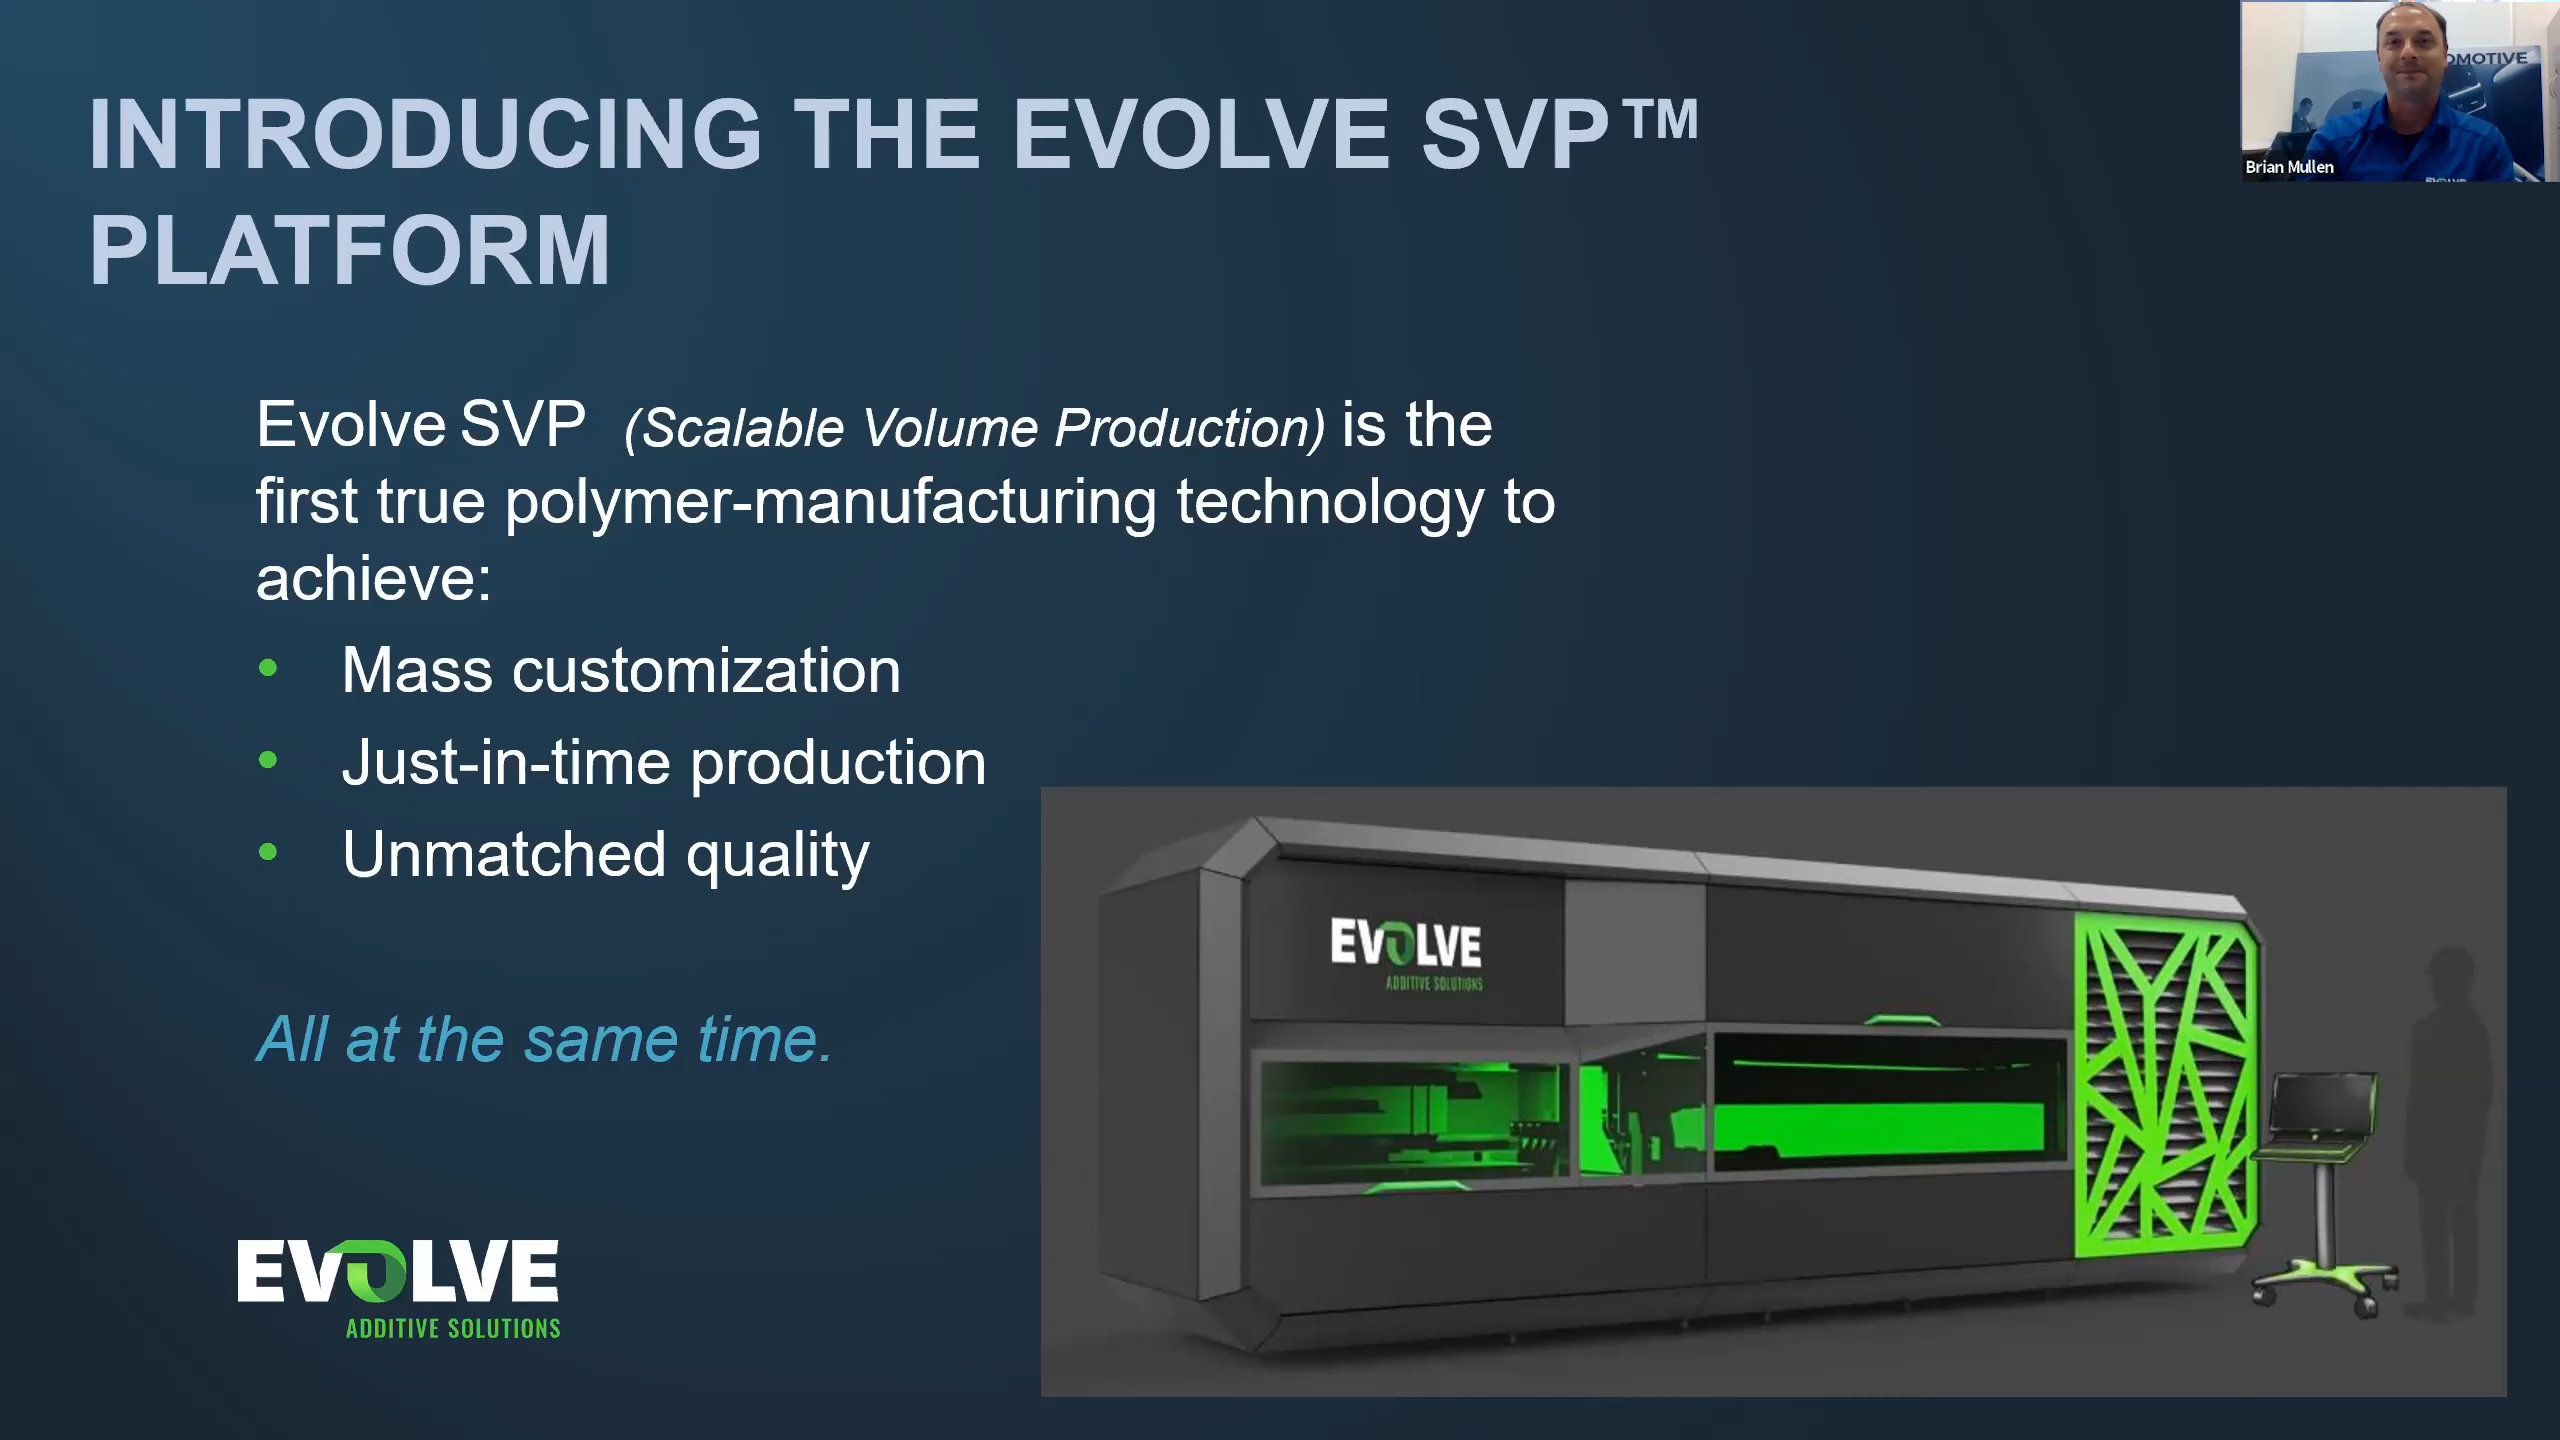 INTRODUCING THE EVOLVE SVP™
PLATFORM
OMOTIVE
Brian Mullen
Evolve SVP (Scalable Volume Production) is the
first true polymer-manufacturing technology to
achieve:
• Mass customization
• Just-in-time production
• Unmatched quality
All at the same time.
EVOLVE
ADDITIVE SOLUTIONS
EVOLVE
ADDITIVE SOLUTIONS